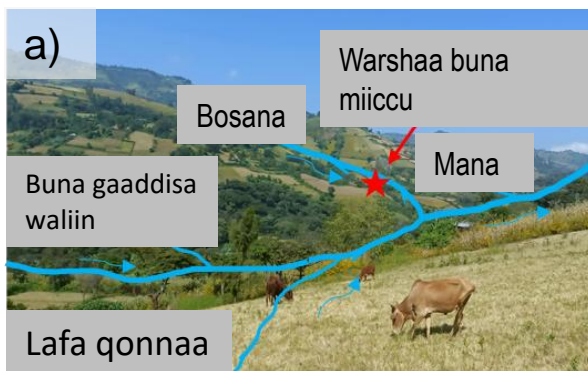 a)
Warshaa buna
miiccu
Bosana
Mana
Buna gaaddisa
waliin
Lafa qonnaa